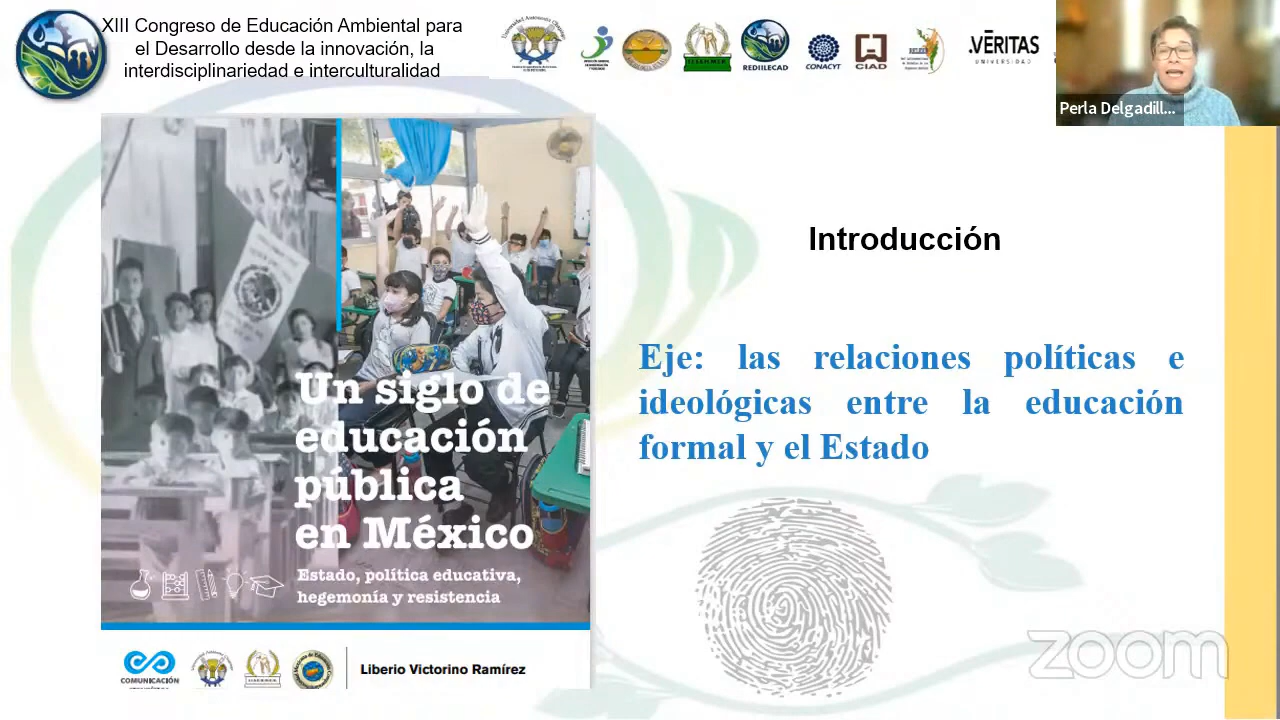 XIII Congreso de Educación Ambiental para
el Desarrollo desde la innovación, la
interdisciplinariedad e interculturalidad
REDIILECAD
CONACYT
CIAD
VĒRITAS
UNIVERSIDAD
Perla Delgadill...
Introducción
Eje: las relaciones políticas e
ideológicas entre la educación
formal y el Estado
Un siglo de
educación
pública
en México
Estado, política educativa,
hegemonía y resistencia
COMUNICACIÓN
Liberio Victorino Ramírez
zoom